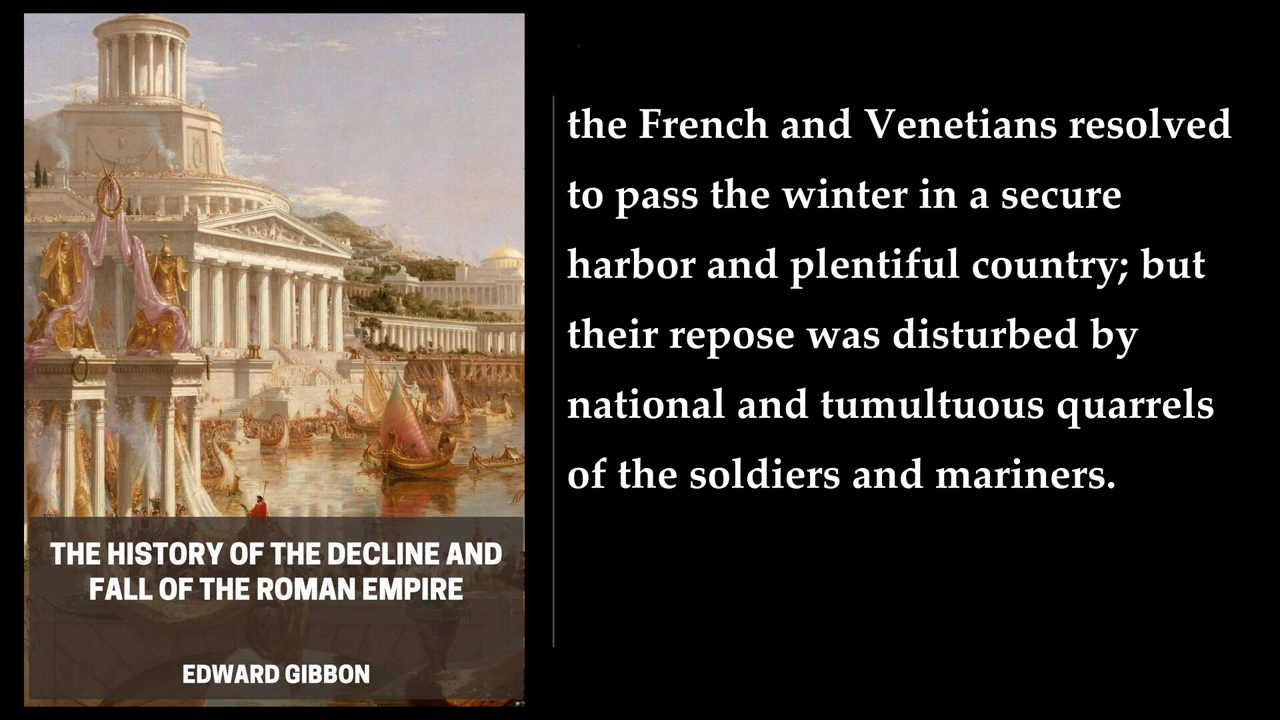 THE HISTORY OF THE DECLINE AND
FALL OF THE ROMAN EMPIRE
EDWARD GIBBON
the French and Venetians resolved
to pass the winter in a secure
harbor and plentiful country; but
their repose was disturbed by
national and tumultuous quarrels
of the soldiers and mariners.